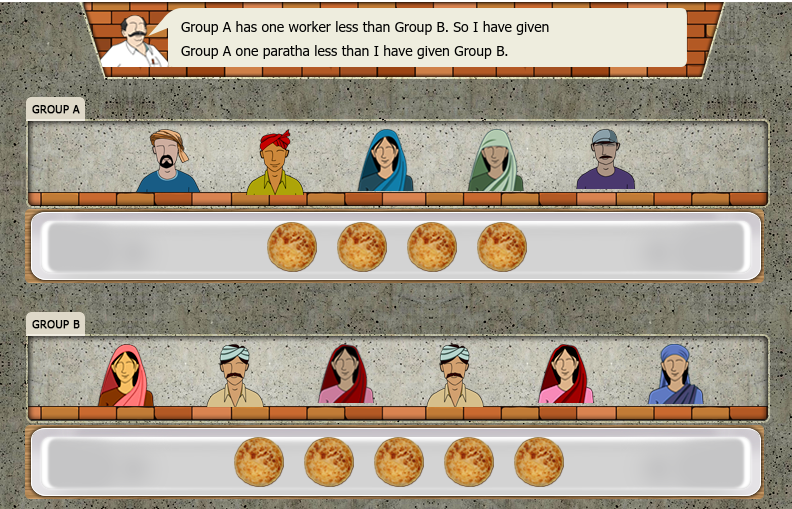 Group A has one worker less than Group B. So I have given
Group A one paratha less than I have given Group B.
GROUP A
GROUP B